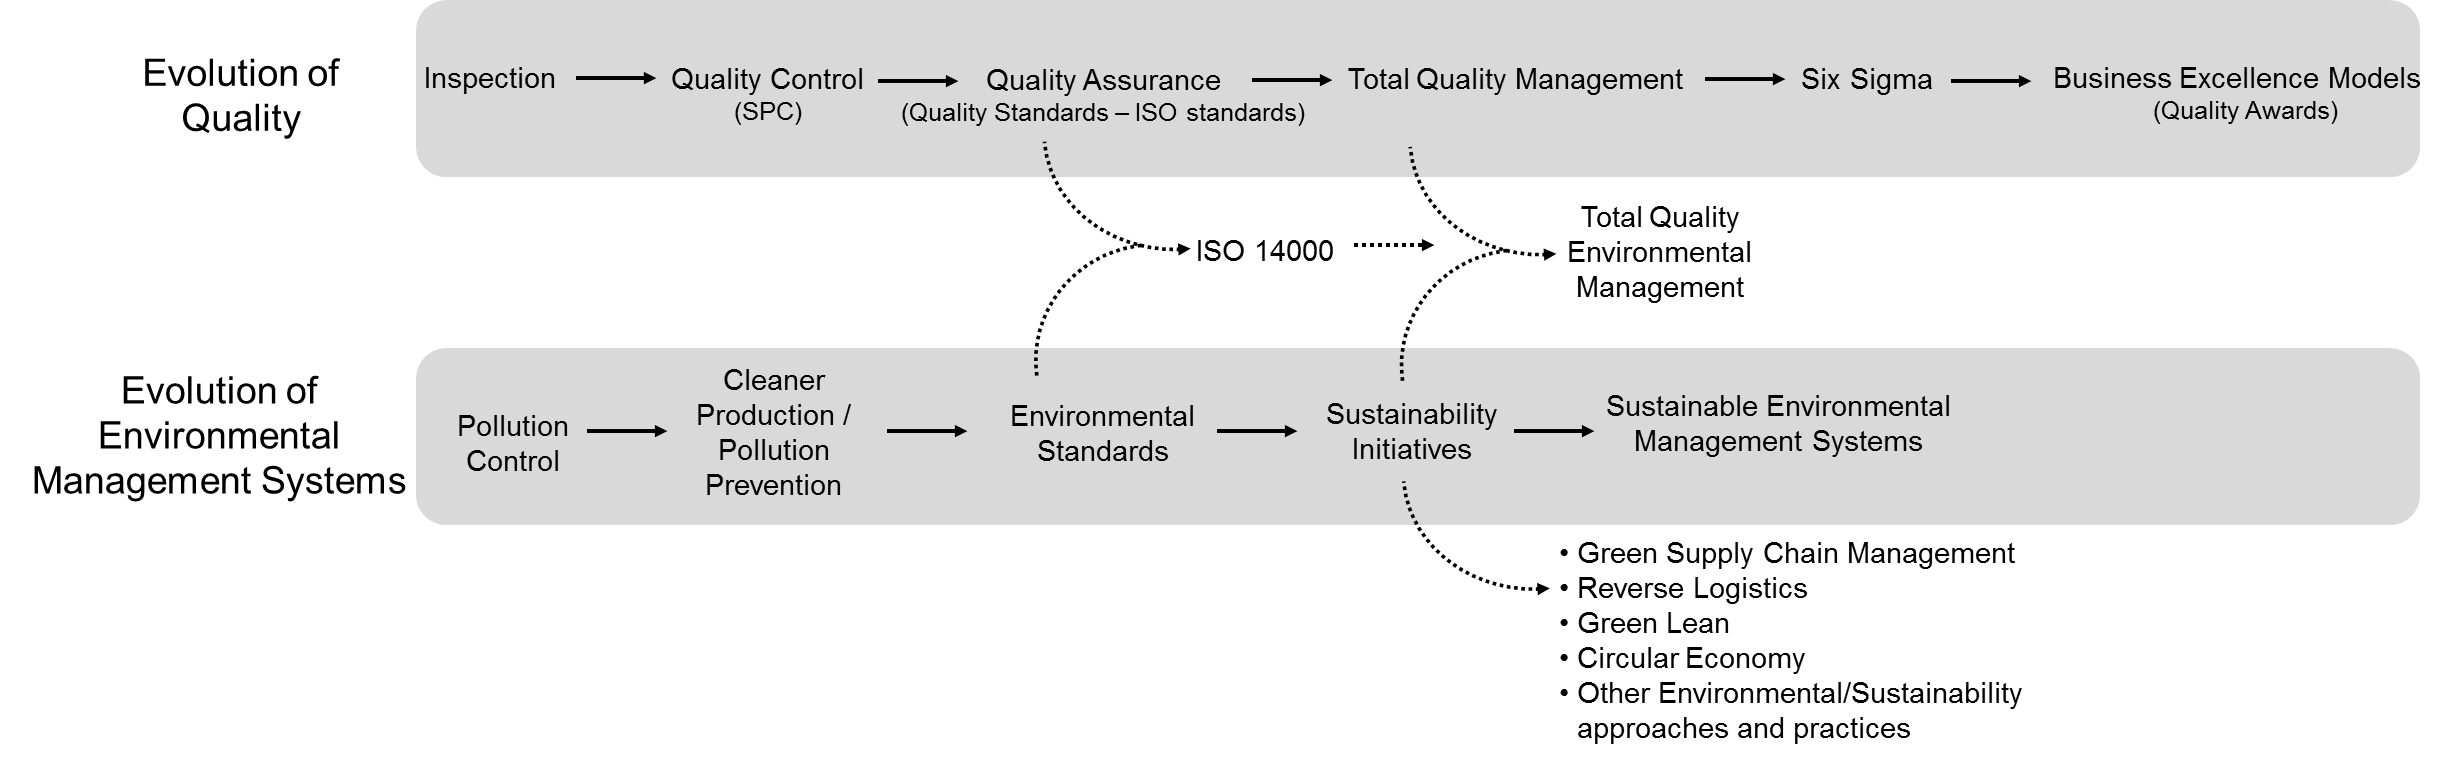 Evolution of
Quality
Inspection
Quality Control
(SPC)
Quality Assurance
(Quality Standards – ISO standards)
Total Quality Management
Six Sigma
Business Excellence Models
(Quality Awards)
ISO 14000
Total Quality
Environmental
Management
Evolution of
Environmental
Management Systems
Pollution
Control
Cleaner
Production /
Pollution
Prevention
Environmental
Standards
Sustainability
Initiatives
Sustainable Environmental
Management Systems
• Green Supply Chain Management
• Reverse Logistics
• Green Lean
• Circular Economy
• Other Environmental/Sustainability
approaches and practices